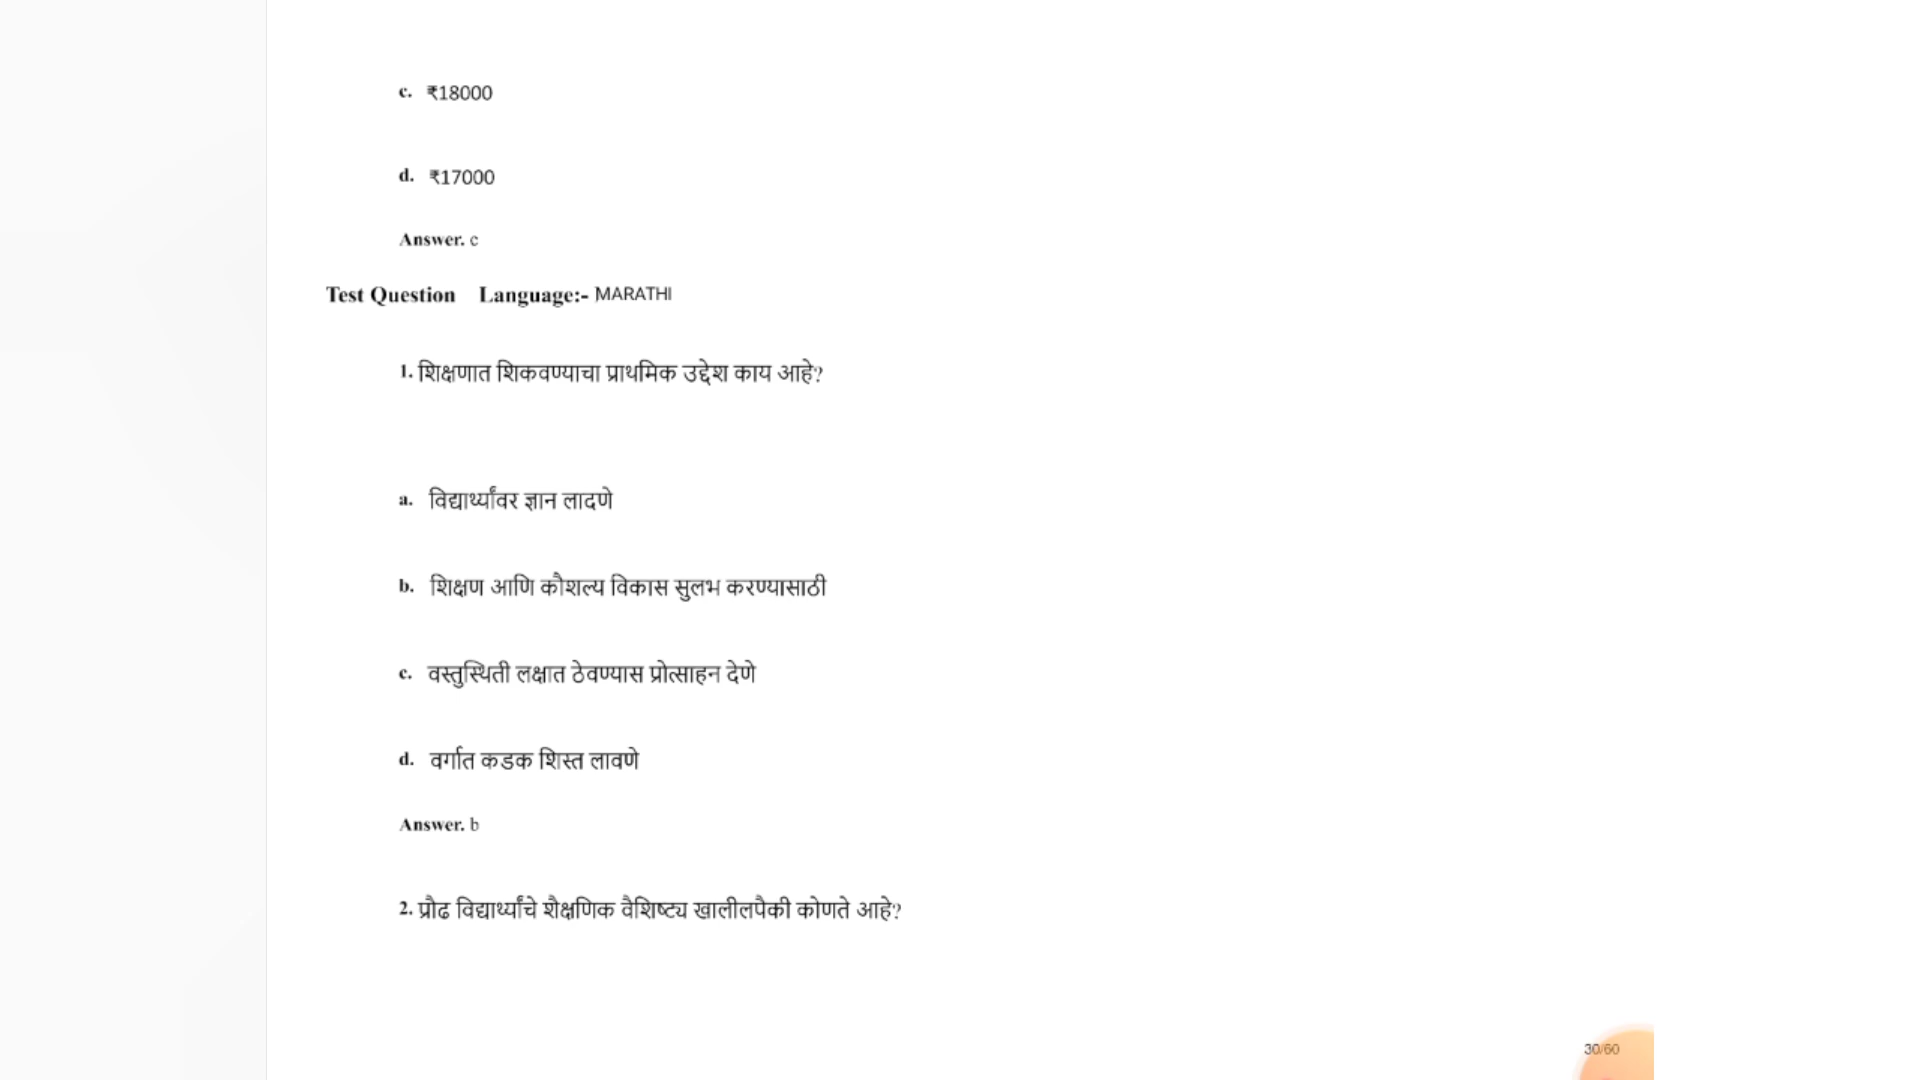 c. ₹18000
d. ₹17000
Answer. c
Test Question Language:- MARATHI
1. शिक्षणात शिकवण्याचा प्राथमिक उद्देश काय आहे?
a. विद्यार्थ्यांवर ज्ञान लादणे
b. शिक्षण आणि कौशल्य विकास सुलभ करण्यासाठी
c. वस्तुस्थिती लक्षात ठेवण्यास प्रोत्साहन देणे
d. वर्गात कडक शिस्त लावणे
Answer. b
2. प्रौढ विद्यार्थ्यांचे शैक्षणिक वैशिष्ट्य खालीलपैकी कोणते आहे?
30/60